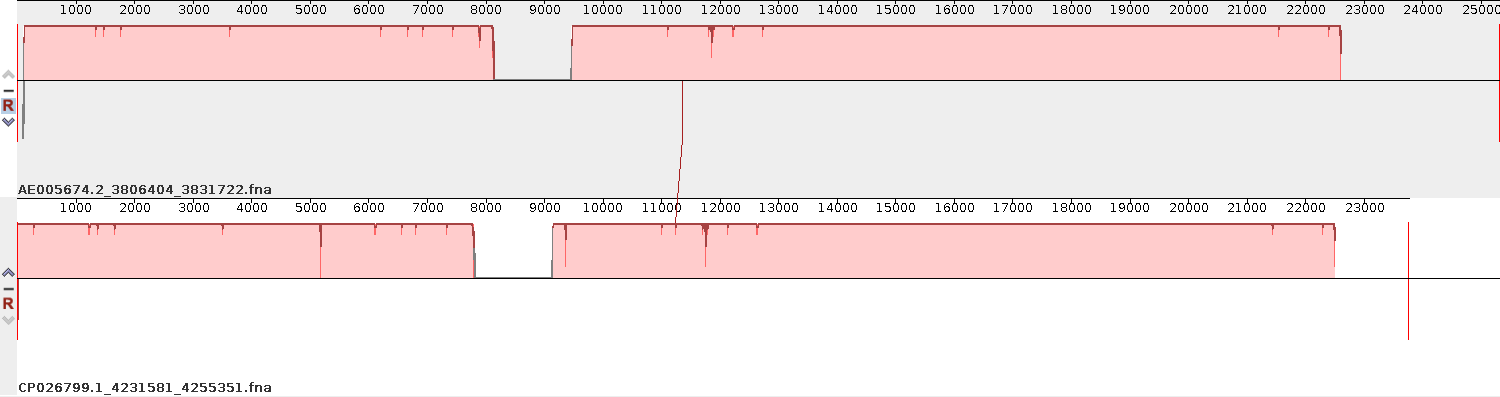 1000 2000 3000 4000 5000 6000 7000 8000 9000 10000 11000 12000 13000 14000 15000 16000 17000 18000 19000 20000 21000 22000 23000 24000 25000
R
AE005674.2_3806404_3831722.fna
1000 2000 3000 4000 5000 6000 7000 8000 9000 10000 11000 12000 13000 14000 15000 16000 17000 18000 19000 20000 21000 22000 23000
R
CP026799.1_4231581_4255351.fna